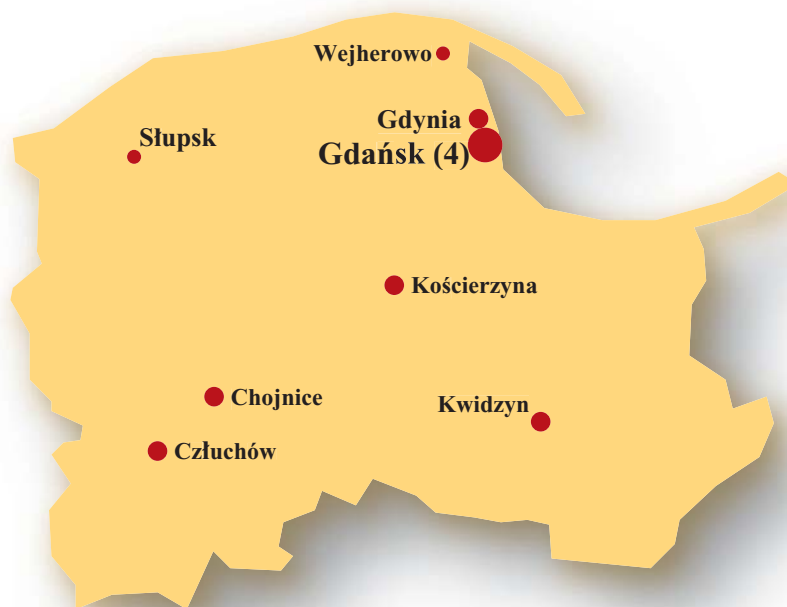 Wejherowo
Gdynia
Słupsk
Gdańsk (4)
Kościerzyna
Chojnice
Kwidzyn
Człuchów